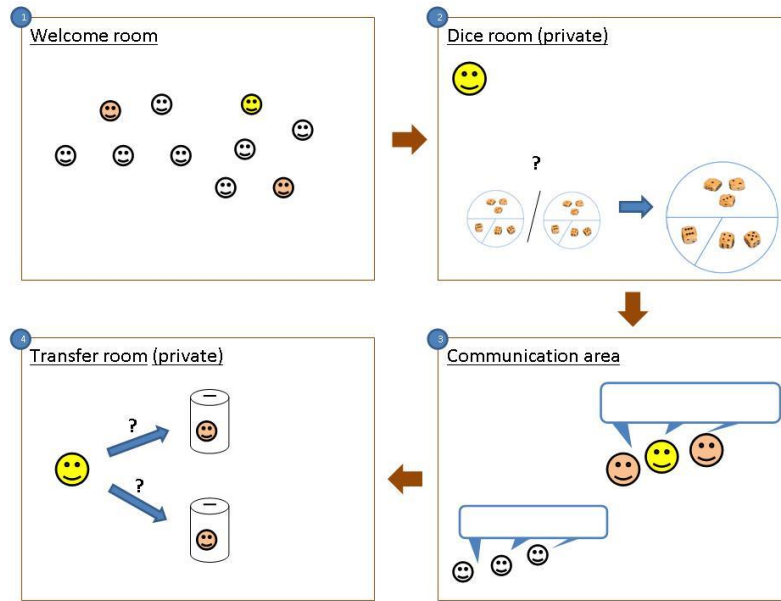 1
Welcome room
2
Dice room (private)
?
3
Communication area
4
Transfer room (private)
?
?